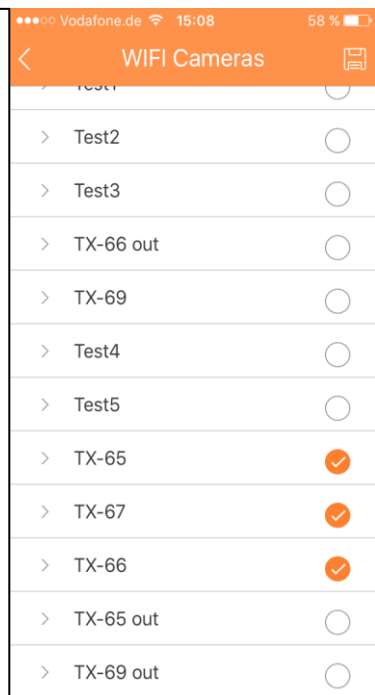 Vodafone.de 15:08 58 %
WIFI Cameras
Test1
Test2
Test3
TX-66 out
TX-69
Test4
Test5
TX-65
TX-67
TX-66
TX-65 out
TX-69 out